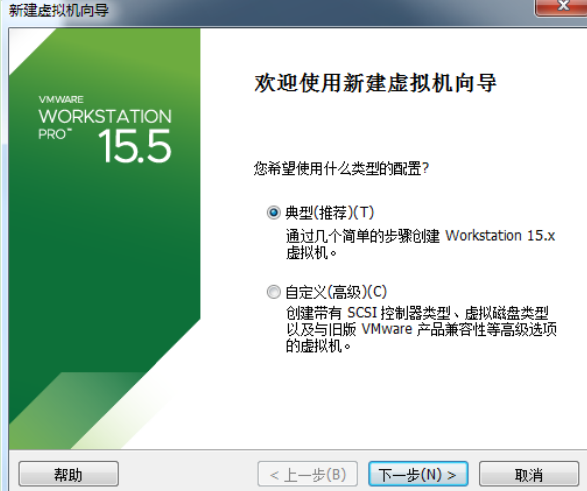 新建虚拟机向导
VMWARE
WORKSTATION
PRO™ 15.5
欢迎使用新建虚拟机向导
您希望使用什么类型的配置?
典型(推荐)(T)
通过几个简单的步骤创建 Workstation 15.x
虚拟机。
自定义(高级)(C)
创建带有 SCSI 控制器类型、虚拟磁盘类型
以及与旧版 VMware 产品兼容性等高级选项
的虚拟机。
帮助
< 上一步(B)
下一步(N) >
取消